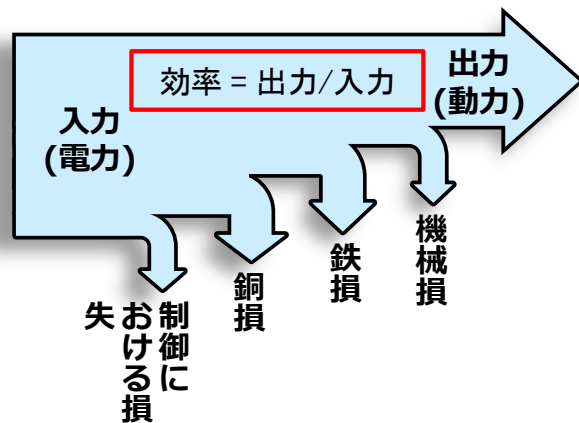 効率 = 出力/入力
出力
(動力)
入力
(電力)
制御に
おける損
失
銅損
鉄損
機械損